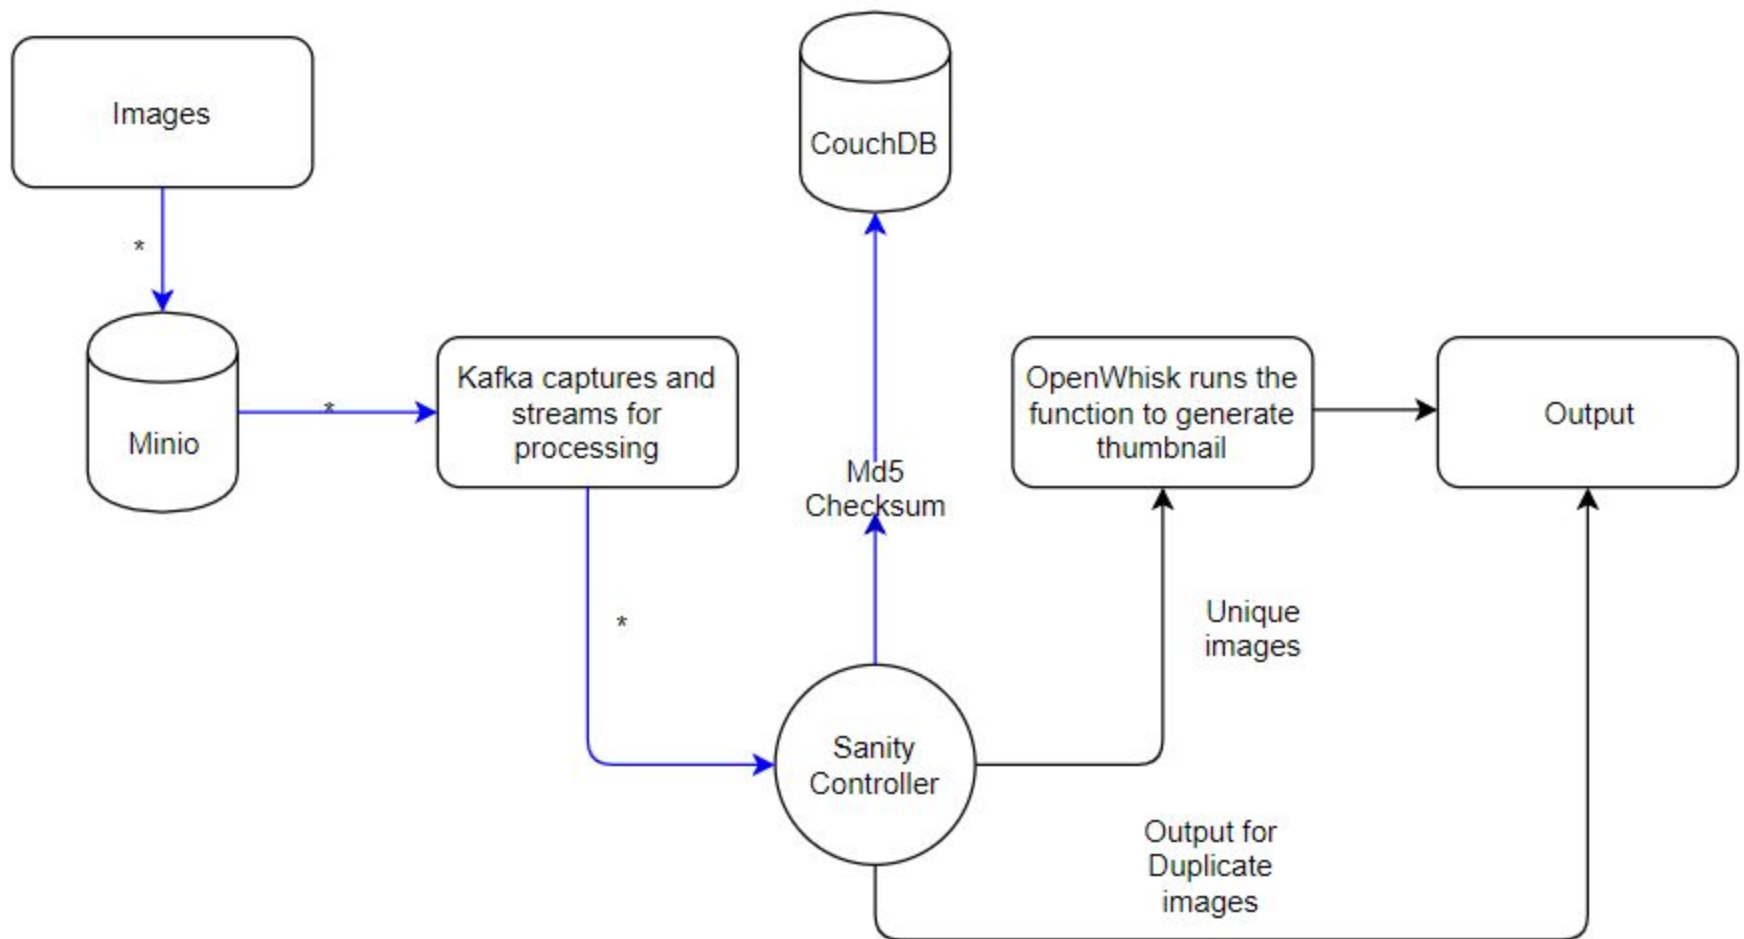 Images
*
CouchDB
Minio
*
Kafka captures and
streams for
processing
*
Md5
Checksum
OpenWhisk runs the
function to generate
thumbnail
Output
Unique
images
Sanity
Controller
Output for
Duplicate
images